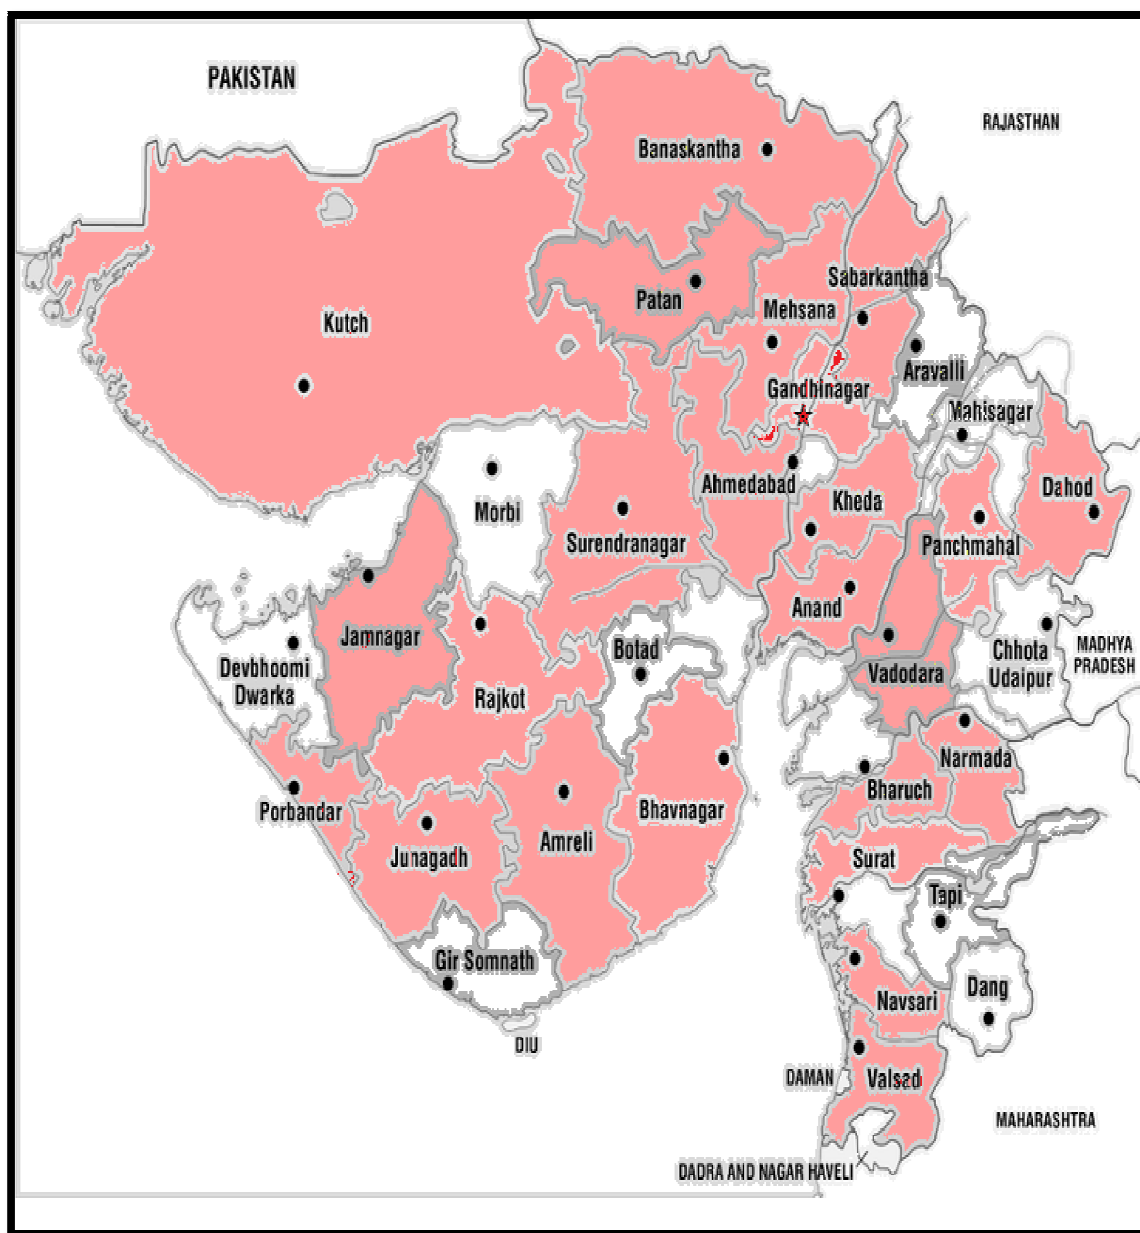 PAKISTAN
RAJASTHAN
Banaskantha
Sabarkantha
Patan
Mehsana
Kutch
Aravalli
Gandhinagar
Mahisagar
Ahmedabad
Dahod
Kheda
Morbi
Surendranagar
Panchmahal
Anand
Jamnagar
Botad
Devbhoomi
Dwarka
Chhota
Udaipur
MADHYA
PRADESH
Vadodara
Rajkot
Narmada
Bharuch
Porbandar
Bhavnagar
Amreli
Junagadh
Surat
Tapi
Gir Somnath
Dang
Navsari
DIU
DAMAN
Valsad
MAHARASHTRA
DADRA AND NAGAR HAVELI